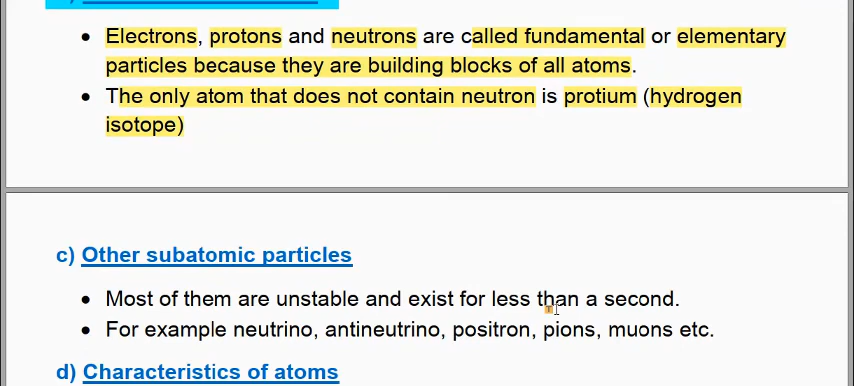 • Electrons, protons and neutrons are called fundamental or elementary
particles because they are building blocks of all atoms.
• The only atom that does not contain neutron is protium (hydrogen
isotope)
c) Other subatomic particles
• Most of them are unstable and exist for less than a second.
• For example neutrino, antineutrino, positron, pions, muons etc.
d) Characteristics of atoms